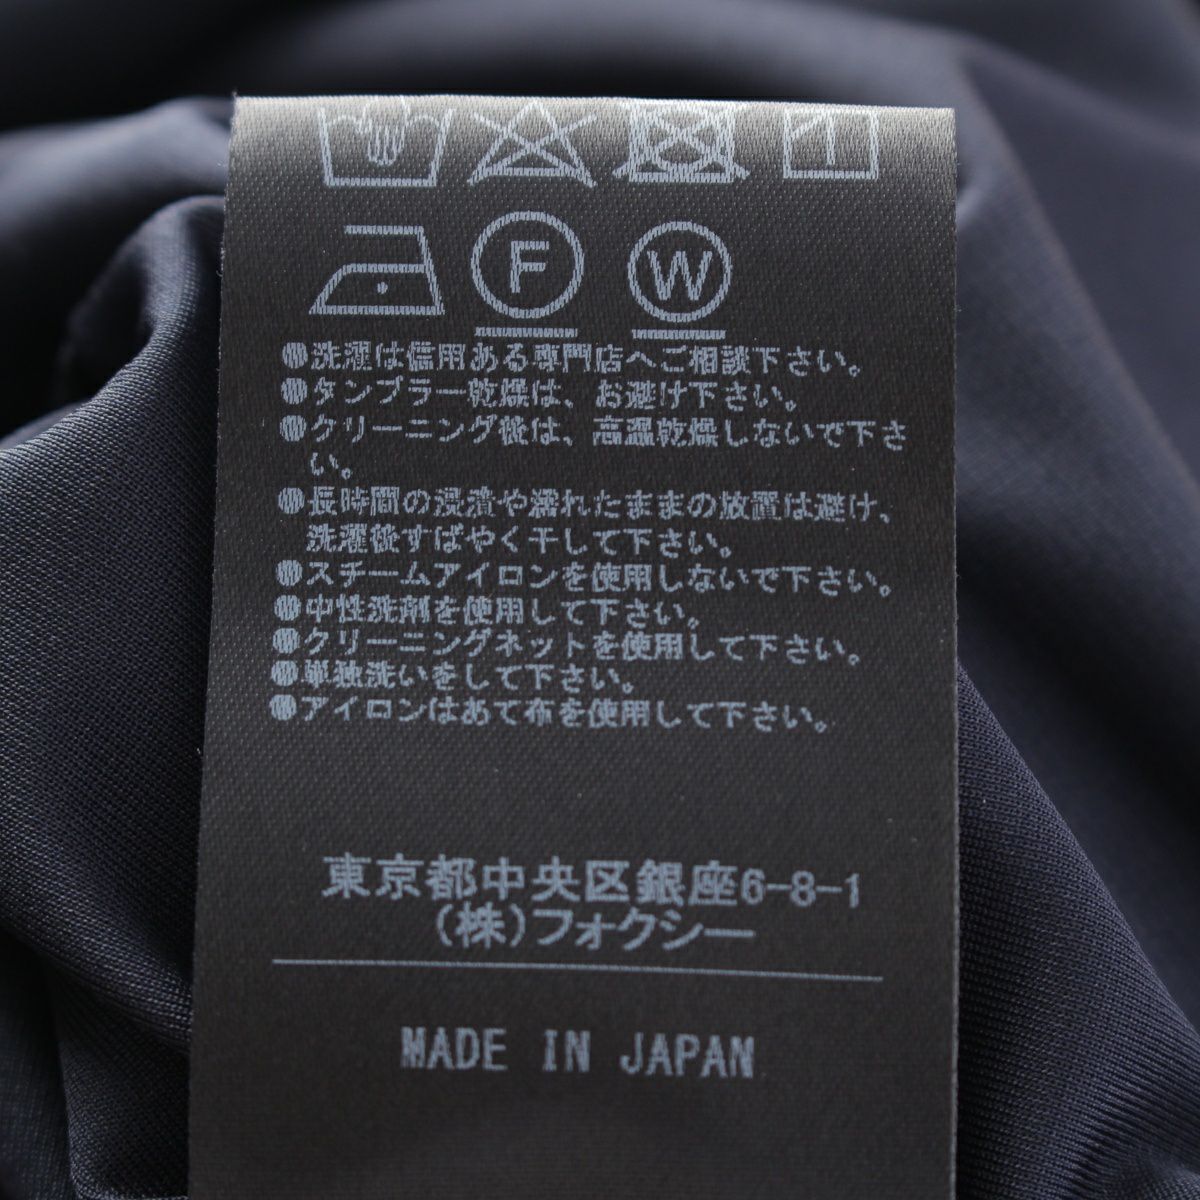 F W
●洗濯は信用ある専門店へご相談下さい。
●タンブラー乾燥は、お避け下さい。
●クリーニング後は、高温乾燥しないで下さ
い。
●長時間の浸漬や濡れたままの放置は避け、
洗濯後すばやく干して下さい。
●スチームアイロンを使用しないで下さい。
●中性洗剤を使用して下さい。
●クリーニングネットを使用して下さい。
●単独洗いをして下さい。
●アイロンはあて布を使用して下さい。
東京都中央区銀座6-8-1
(株)フォクシー
MADE IN JAPAN